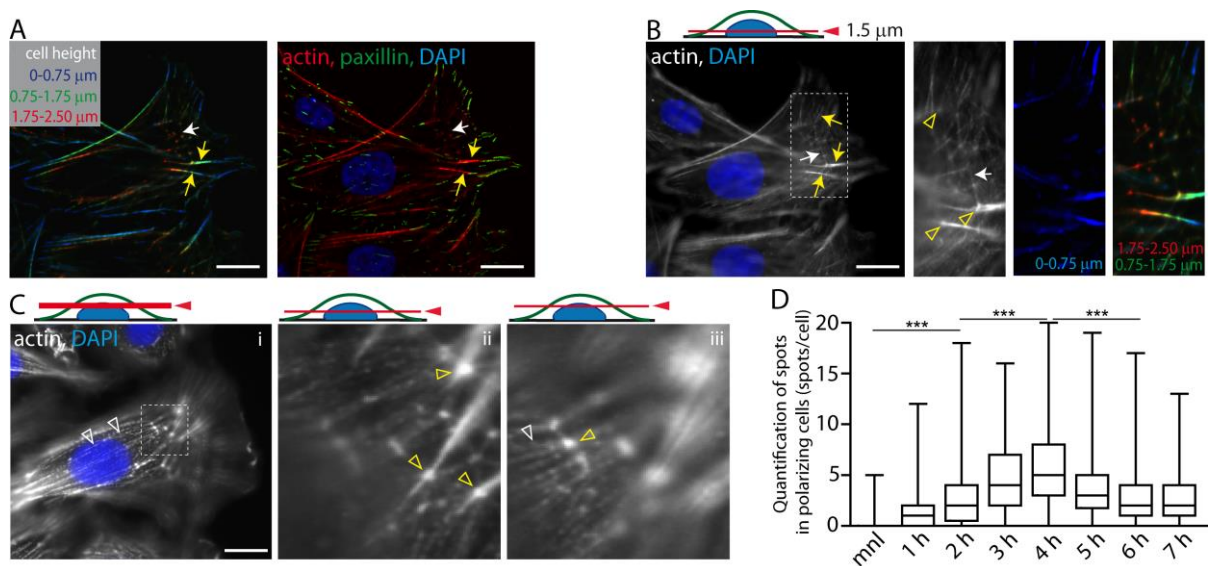 A
cell height
0-0.75 μm
0.75-1.75 μm
1.75-2.50 μm
actin, paxillin, DAPI
B
1.5 μm
actin, DAPI
0-0.75 μm
1.75-2.50 μm
0.75-1.75 μm
C
actin, DAPI
i
ii
iii
D
Quantification of spots
in polarizing cells (spots/cell)
20
15
10
5
0
***
***
***
mnl
1 h
2 h
3 h
4 h
5 h
6 h
7 h